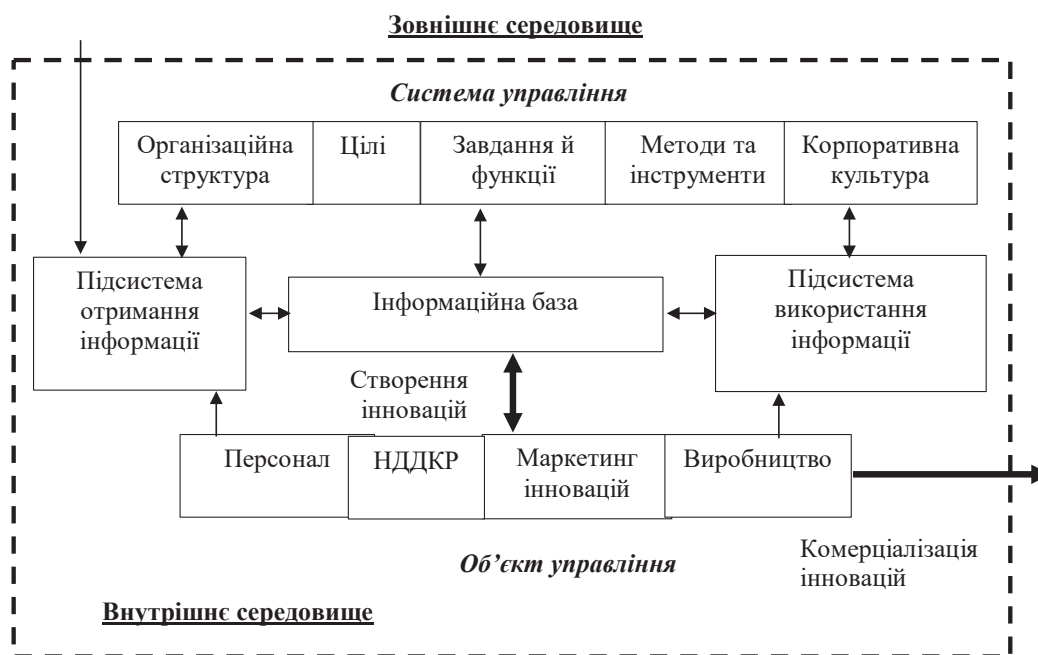 Зовнішнє середовище
Система управління
Організаційна
структура
Цілі
Завдання й
функції
Методи та
інструменти
Корпоративна
культура
Підсистема
отримання
інформації
Інформаційна база
Підсистема
використання
інформації
Створення
інновацій
Персонал
НДДКР
Маркетинг
інновацій
Виробництво
Об’єкт управління
Комерціалізація
інновацій
Внутрішнє середовище